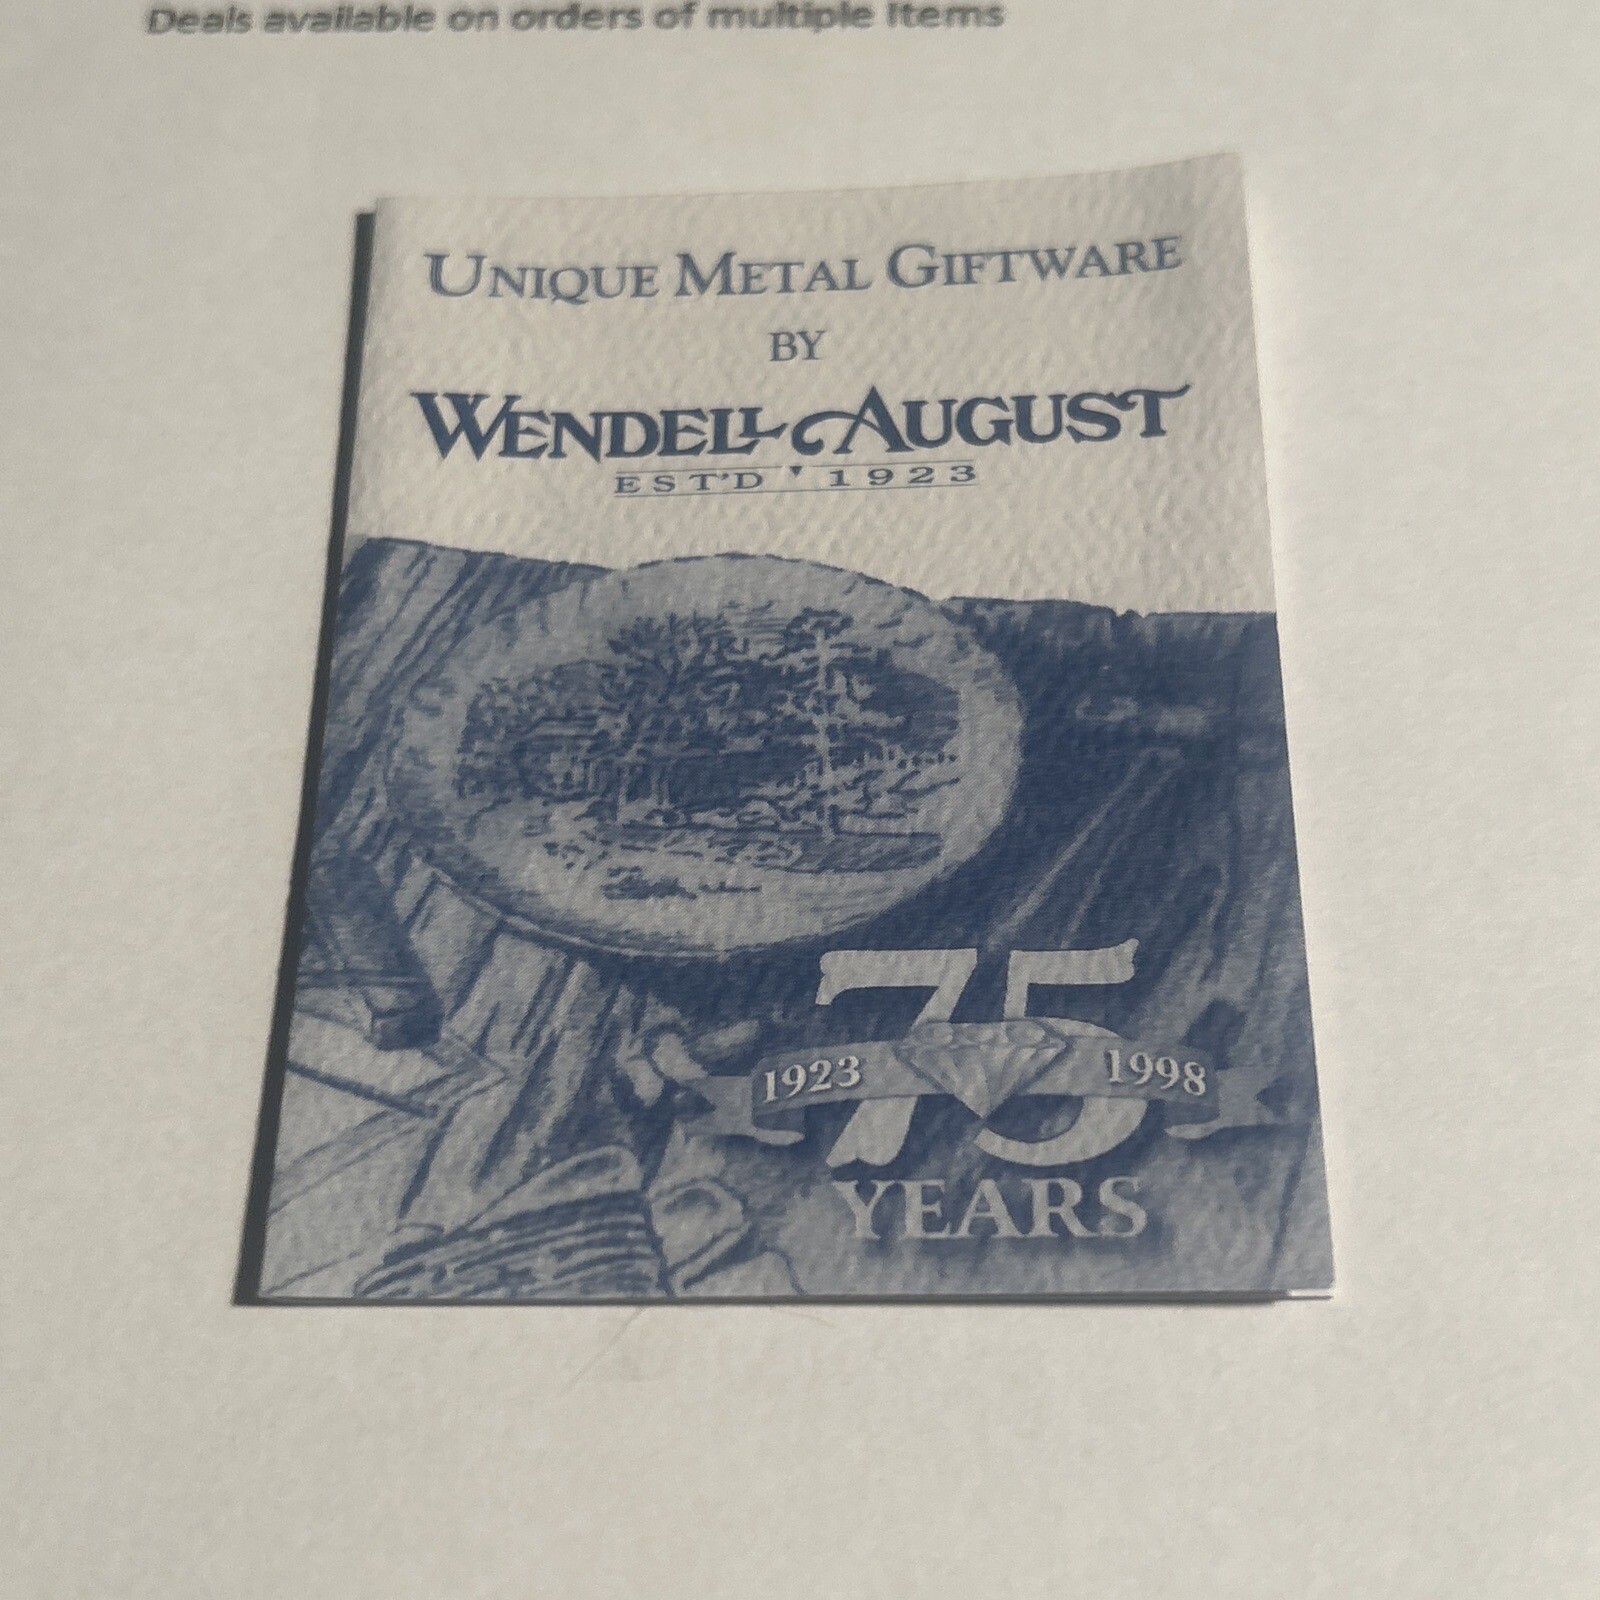 Deals available on orders of multiple Items
UNIQUE METAL GIFTWARE
BY
WENDELL AUGUST
EST'D 1923
75
1923 1998
YEARS